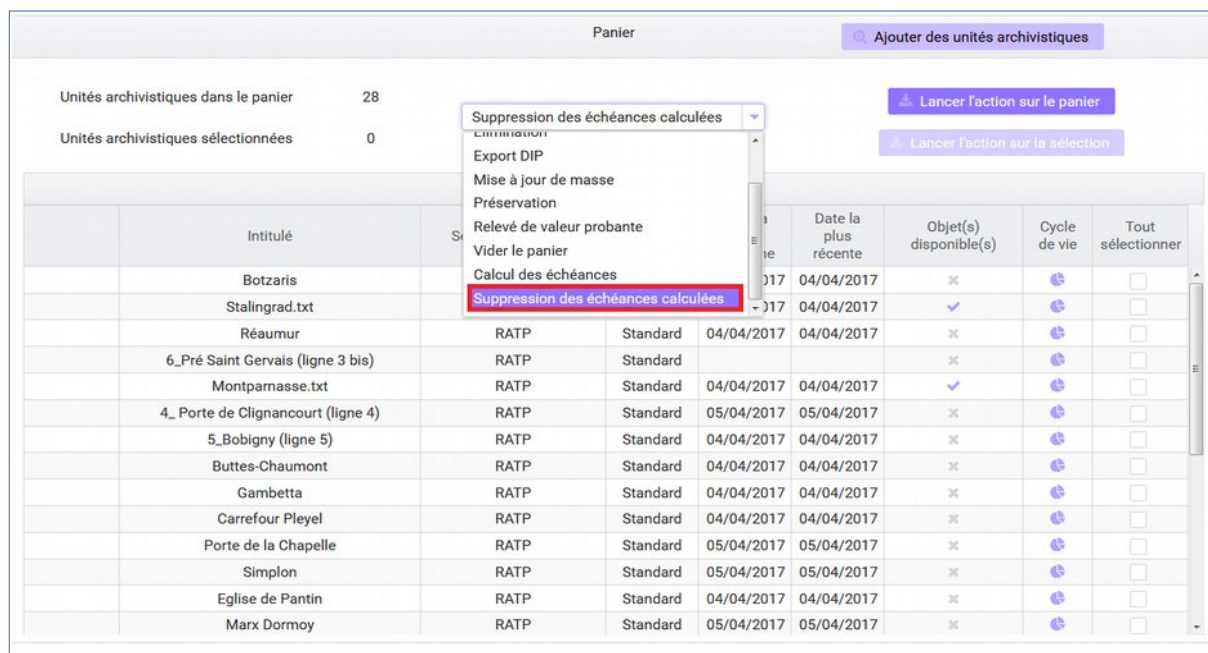 Panier
Ajouter des unités archivistiques
Unités archivistiques dans le panier 28
Lancer l'action sur le panier
Unités archivistiques sélectionnées 0
Lancer l'action sur la sélection
Suppression des échéances calculées
Elimination
Export DIP
Mise à jour de masse
Préservation
Relevé de valeur probante
Vider le panier
Calcul des échéances
Suppression des échéances calculées
Intitulé Date la plus récente Objet(s) disponible(s) Cycle de vie Tout sélectionner
Botzaris 017 04/04/2017
Stalingrad.txt 017 04/04/2017
Réaumur RATP Standard 04/04/2017 04/04/2017
6_Pré Saint Gervais (ligne 3 bis) RATP Standard
Montparnasse.txt RATP Standard 04/04/2017 04/04/2017
4_ Porte de Clignancourt (ligne 4) RATP Standard 05/04/2017 05/04/2017
5_Bobigny (ligne 5) RATP Standard 04/04/2017 04/04/2017
Buttes-Chaumont RATP Standard 04/04/2017 04/04/2017
Gambetta RATP Standard 04/04/2017 04/04/2017
Carrefour Pleyel RATP Standard 04/04/2017 04/04/2017
Porte de la Chapelle RATP Standard 05/04/2017 05/04/2017
Simplon RATP Standard 05/04/2017 05/04/2017
Eglise de Pantin RATP Standard 04/04/2017 04/04/2017
Marx Dormoy RATP Standard 05/04/2017 05/04/2017